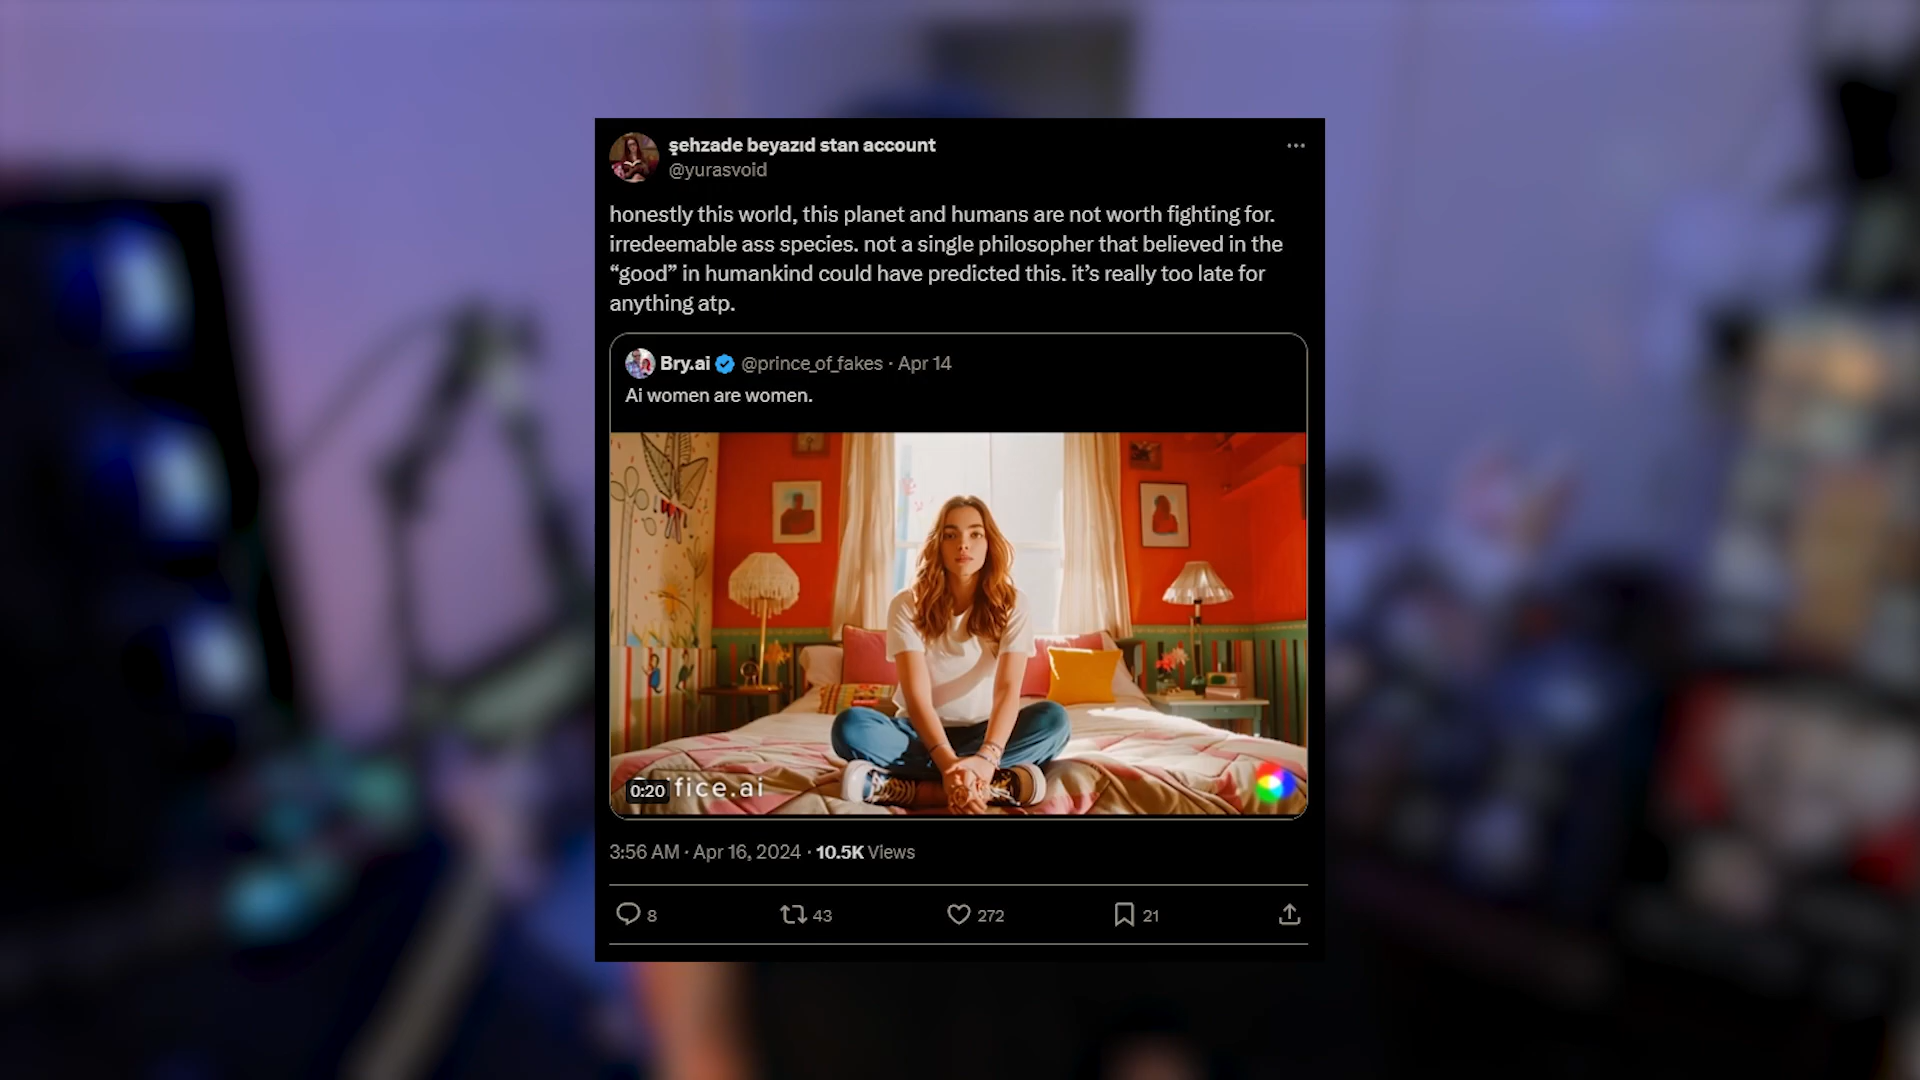 şehzade beyazıd stan account
@yurasvoid
honestly this world, this planet and humans are not worth fighting for.
irredeemable ass species. not a single philosopher that believed in the
“good” in humankind could have predicted this. it’s really too late for
anything atp.
Bry.ai @prince_of_fakes · Apr 14
Ai women are women.
0:20 fice.ai
3:56 AM · Apr 16, 2024 · 10.5K Views
8 43 272 21